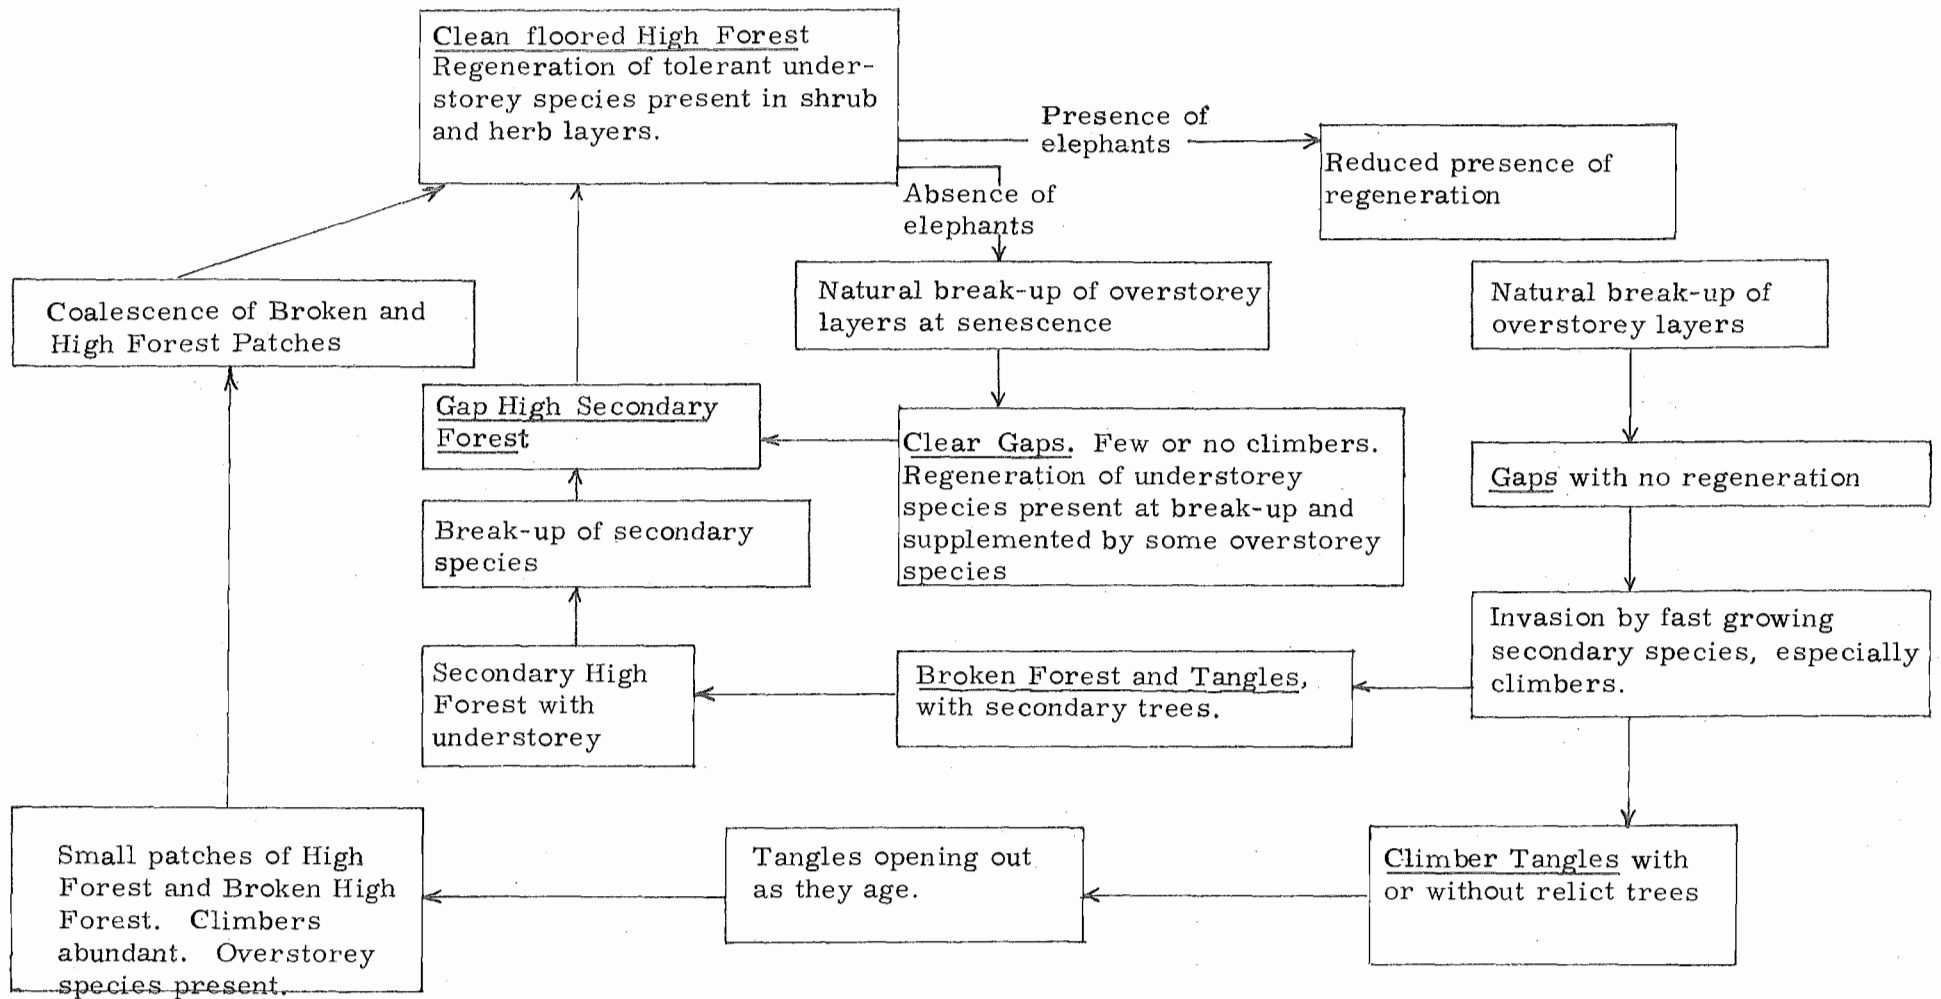 Clean floored High Forest
Regeneration of tolerant under-
storey species present in shrub
and herb layers.
Presence of
elephants
Reduced presence of
regeneration
Absence of
elephants
Natural break-up of overstorey
layers at senescence
Natural break-up of
overstorey layers
Coalescence of Broken and
High Forest Patches
Gap High Secondary
Forest
Clear Gaps. Few or no climbers.
Regeneration of understorey
species present at break-up and
supplemented by some overstorey
species
Gaps with no regeneration
Break-up of secondary
species
Invasion by fast growing
secondary species, especially
climbers.
Secondary High
Forest with
understorey
Broken Forest and Tangles,
with secondary trees.
Small patches of High
Forest and Broken High
Forest. Climbers
abundant. Overstorey
species present.
Tangles opening out
as they age.
Climber Tangles with
or without relict trees